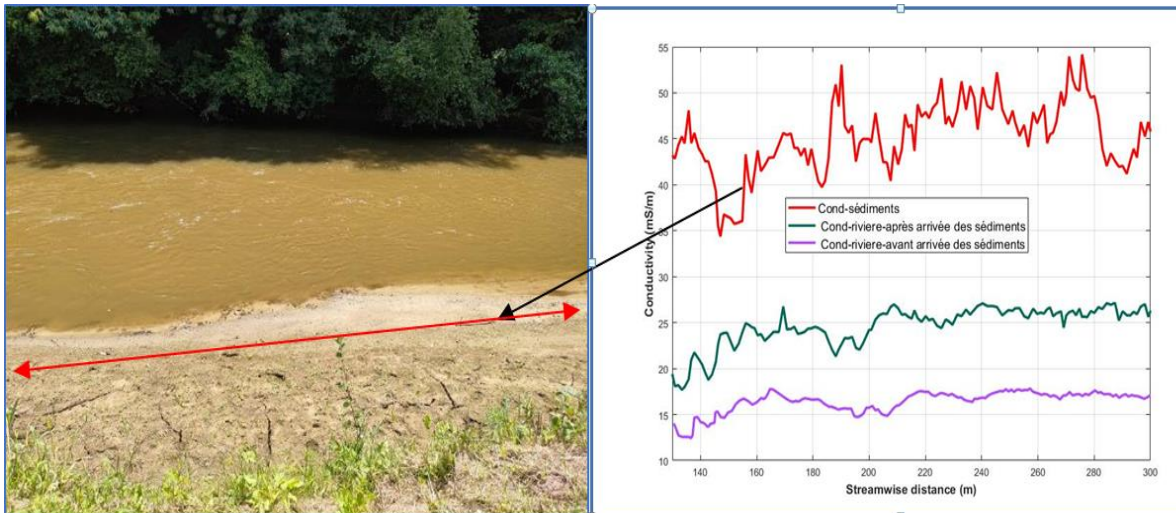 55
50
45
40
35
30
25
20
15
10
Conductivity (mS/m)
Cond-sédiments
Cond-riviere-après arrivée des sédiments
Cond-riviere-avant arrivée des sédiments
140 160 180 200 220 240 260 280 300
Streamwise distance (m)